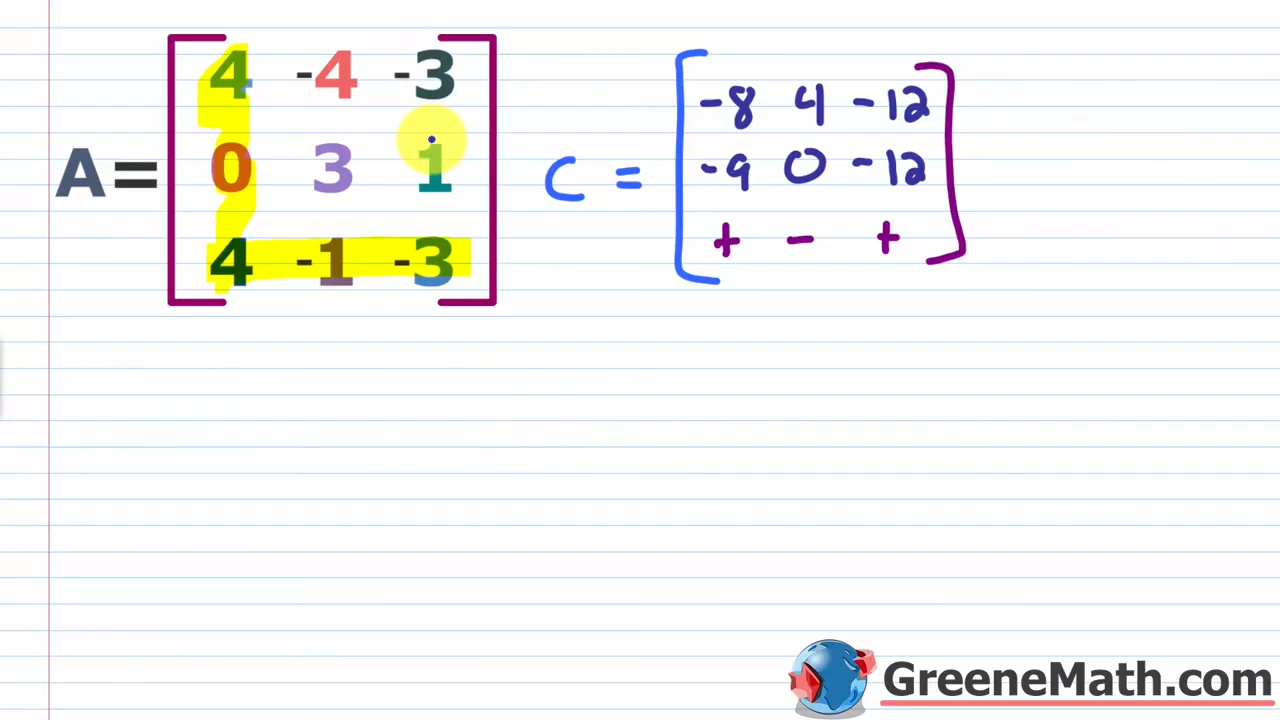 4 -4 -3
A = 0 3 1
4 -1 -3
-8 4 -12
C = -9 0 -12
+ - +
GreeneMath.com